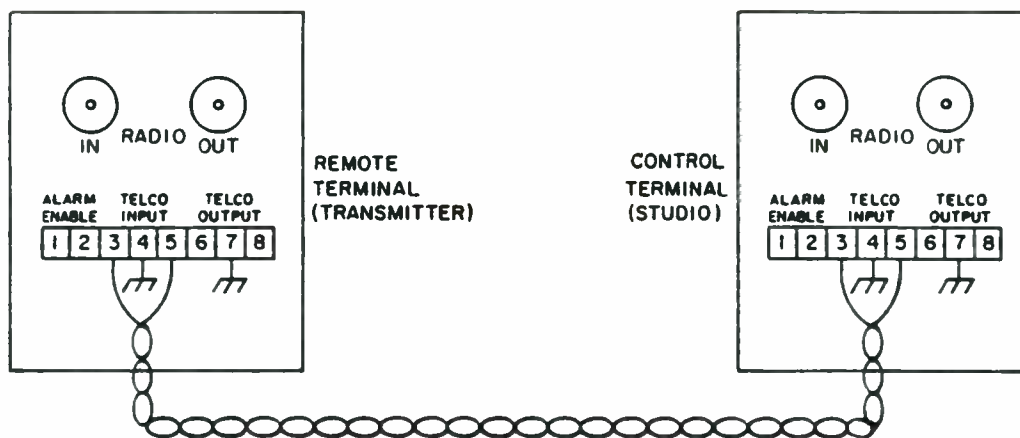 IN RADIO OUT
REMOTE
TERMINAL
(TRANSMITTER)
ALARM ENABLE
TELCO INPUT
TELCO OUTPUT
1 2 3 4 5 6 7 8
CONTROL
TERMINAL
(STUDIO)
IN RADIO OUT
ALARM ENABLE
TELCO INPUT
TELCO OUTPUT
1 2 3 4 5 6 7 8